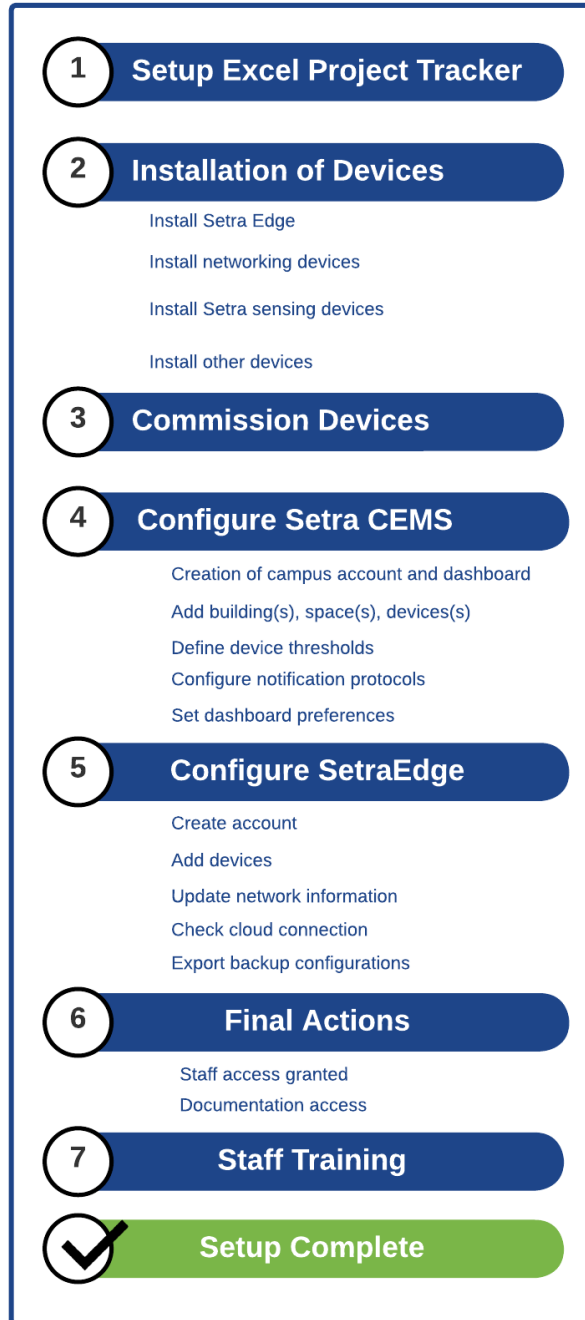 1
Setup Excel Project Tracker
2
Installation of Devices
Install Setra Edge
Install networking devices
Install Setra sensing devices
Install other devices
3
Commission Devices
4
Configure Setra CEMS
Creation of campus account and dashboard
Add building(s), space(s), devices(s)
Define device thresholds
Configure notification protocols
Set dashboard preferences
5
Configure SetraEdge
Create account
Add devices
Update network information
Check cloud connection
Export backup configurations
6
Final Actions
Staff access granted
Documentation access
7
Staff Training
Setup Complete